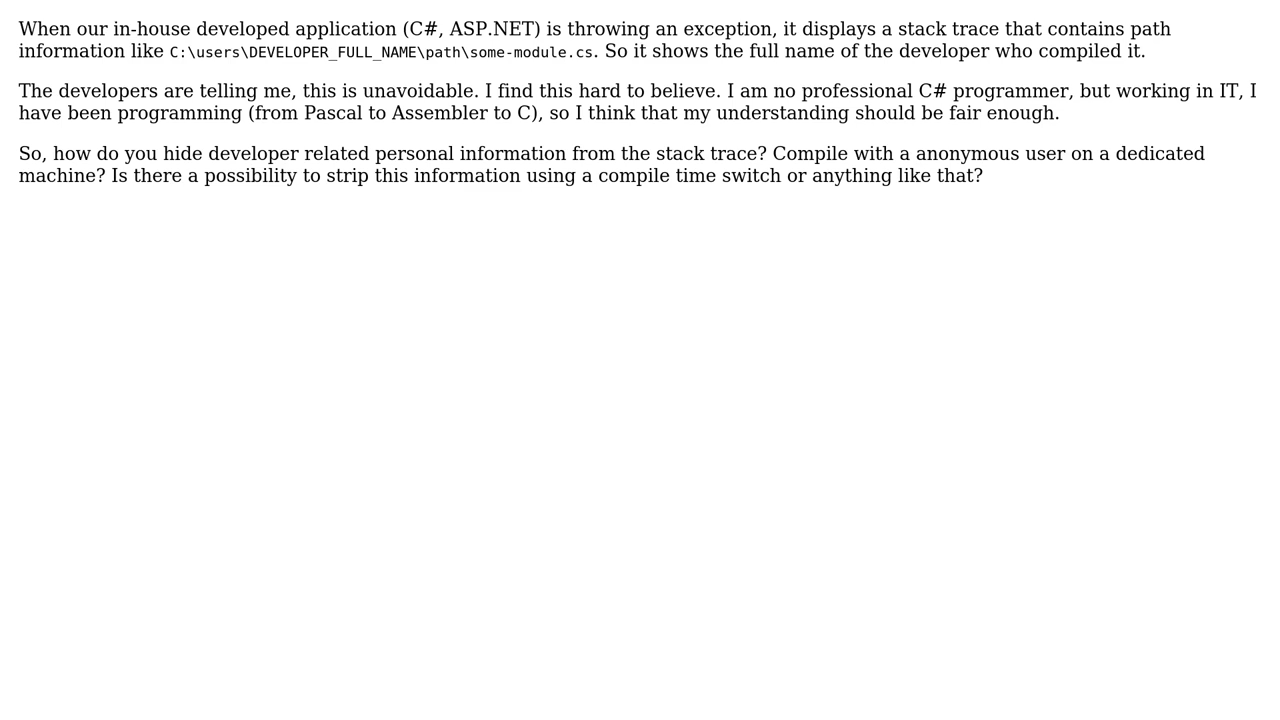 When our in-house developed application (C#, ASP.NET) is throwing an exception, it displays a stack trace that contains path
information like C:\users\DEVELOPER_FULL_NAME\path\some-module.cs. So it shows the full name of the developer who compiled it.
The developers are telling me, this is unavoidable. I find this hard to believe. I am no professional C# programmer, but working in IT, I
have been programming (from Pascal to Assembler to C), so I think that my understanding should be fair enough.
So, how do you hide developer related personal information from the stack trace? Compile with a anonymous user on a dedicated
machine? Is there a possibility to strip this information using a compile time switch or anything like that?